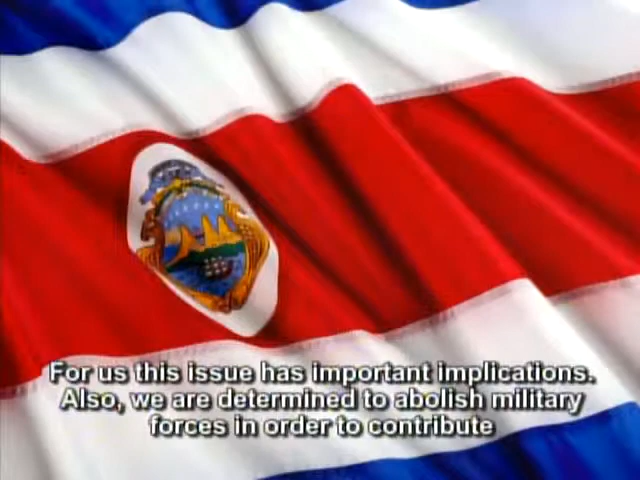 For us this issue has important implications.
Also, we are determined to abolish military
forces in order to contribute